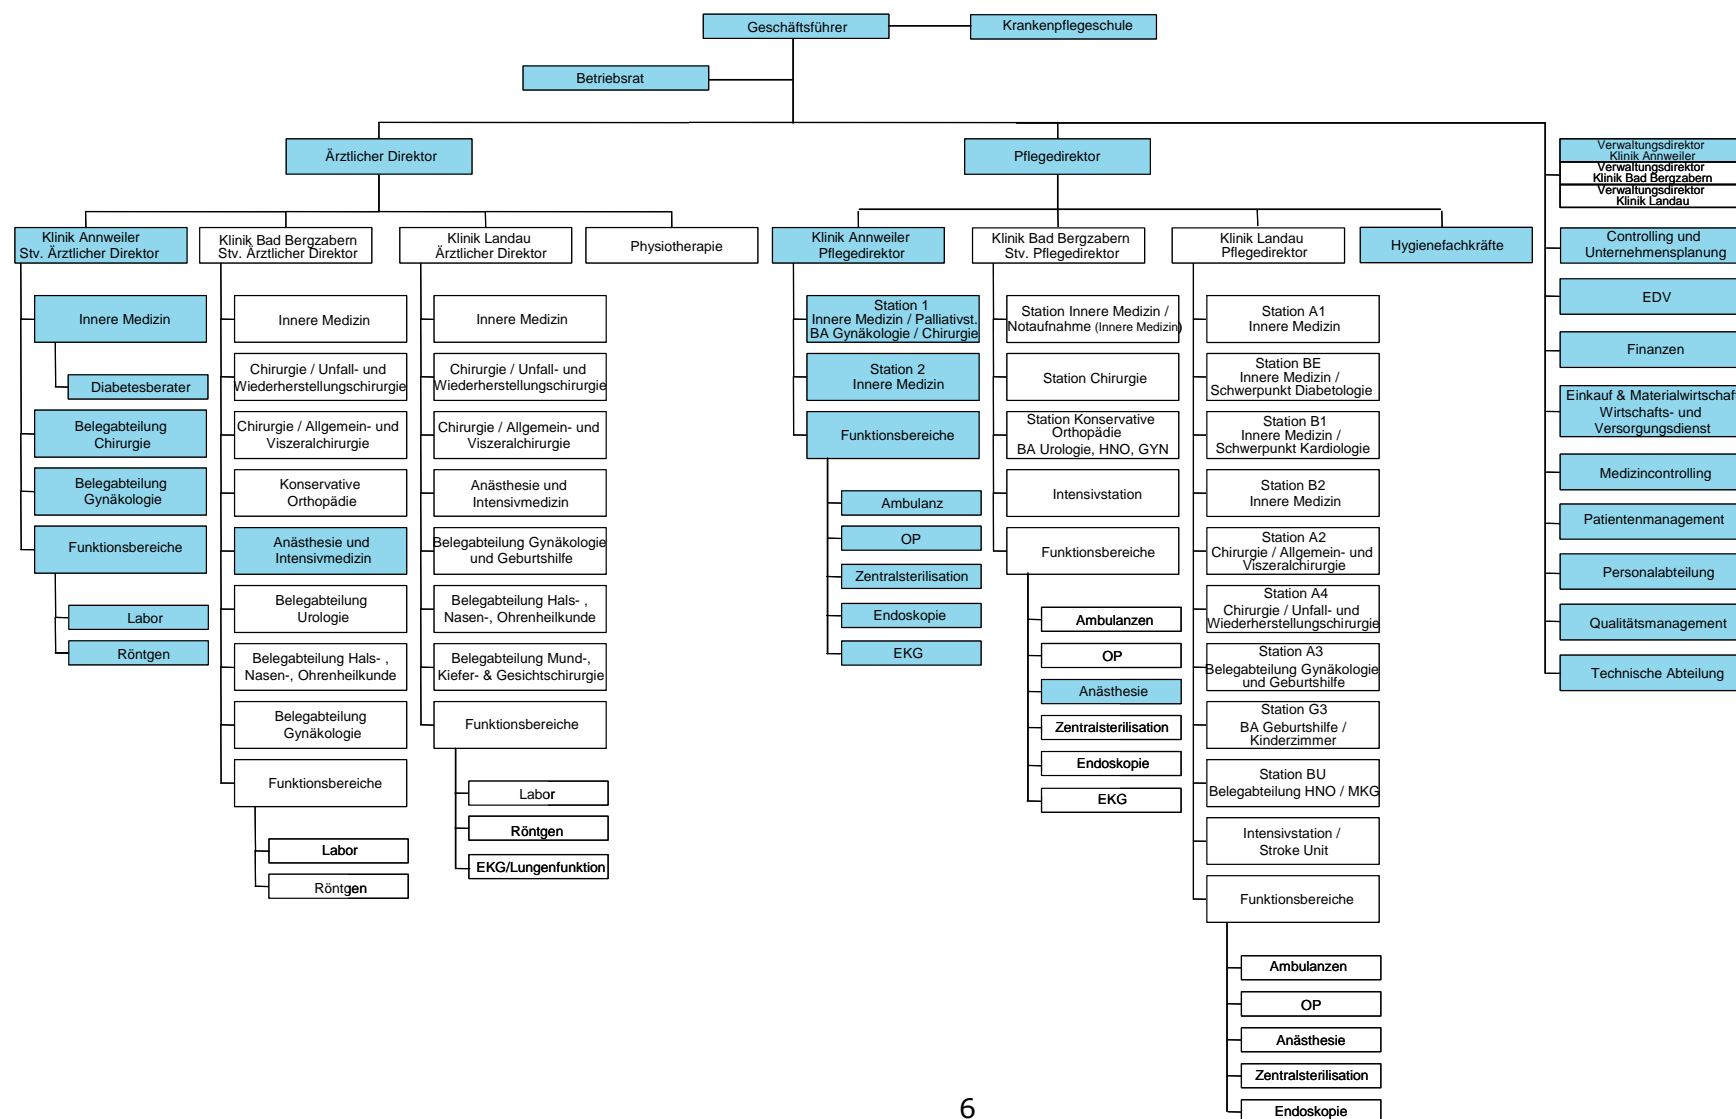 Geschäftsführer
Krankenpflegeschule
Betriebsrat
Ärztlicher Direktor
Pflegedirektor
Verwaltungsdirektor
Klinik Annweiler
Verwaltungsdirektor
Klinik Bad Bergzabern
Verwaltungsdirektor
Klinik Landau
Klinik Annweiler
Stv. Ärztlicher Direktor
Klinik Bad Bergzabern
Stv. Ärztlicher Direktor
Klinik Landau
Ärztlicher Direktor
Physiotherapie
Klinik Annweiler
Pflegedirektor
Klinik Bad Bergzabern
Stv. Pflegedirektor
Klinik Landau
Pflegedirektor
Hygienefachkräfte
Innere Medizin
Diabetesberater
Belegabteilung
Chirurgie
Belegabteilung
Gynäkologie
Funktionsbereiche
Labor
Röntgen
Innere Medizin
Chirurgie / Unfall- und
Wiederherstellungschirurgie
Chirurgie / Allgemein- und
Viszeralchirurgie
Konservative
Orthopädie
Anästhesie und
Intensivmedizin
Belegabteilung
Urologie
Belegabteilung Hals- ,
Nasen-, Ohrenheilkunde
Belegabteilung
Gynäkologie
Funktionsbereiche
Labor
Röntgen
Innere Medizin
Chirurgie / Unfall- und
Wiederherstellungschirurgie
Chirurgie / Allgemein- und
Viszeralchirurgie
Anästhesie und
Intensivmedizin
Belegabteilung Gynäkologie
und Geburtshilfe
Belegabteilung Hals- ,
Nasen-, Ohrenheilkunde
Belegabteilung Mund-,
Kiefer- & Gesichtschirurgie
Funktionsbereiche
Labor
Röntgen
EKG/Lungenfunktion
Station 1
Innere Medizin / Palliativst.
BA Gynäkologie / Chirurgie
Station 2
Innere Medizin
Funktionsbereiche
Ambulanz
OP
Zentralsterilisation
Endoskopie
EKG
Station Innere Medizin /
Notaufnahme (Innere Medizin)
Station Chirurgie
Station Konservative
Orthopädie
BA Urologie, HNO, GYN
Intensivstation
Funktionsbereiche
Ambulanzen
OP
Anästhesie
Zentralsterilisation
Endoskopie
EKG
Station A1
Innere Medizin
Station BE
Innere Medizin /
Schwerpunkt Diabetologie
Station B1
Innere Medizin /
Schwerpunkt Kardiologie
Station B2
Innere Medizin
Station A2
Chirurgie / Allgemein- und
Viszeralchirurgie
Station A4
Chirurgie / Unfall- und
Wiederherstellungschirurgie
Station A3
Belegabteilung Gynäkologie
und Geburtshilfe
Station G3
BA Geburtshilfe /
Kinderzimmer
Station BU
Belegabteilung HNO / MKG
Intensivstation /
Stroke Unit
Funktionsbereiche
Ambulanzen
OP
Anästhesie
Zentralsterilisation
Endoskopie
Controlling und
Unternehmensplanung
EDV
Finanzen
Einkauf & Materialwirtschaf
Wirtschafts- und
Versorgungsdienst
Medizincontrolling
Patientenmanagement
Personalabteilung
Qualitätsmanagement
Technische Abteilung
6